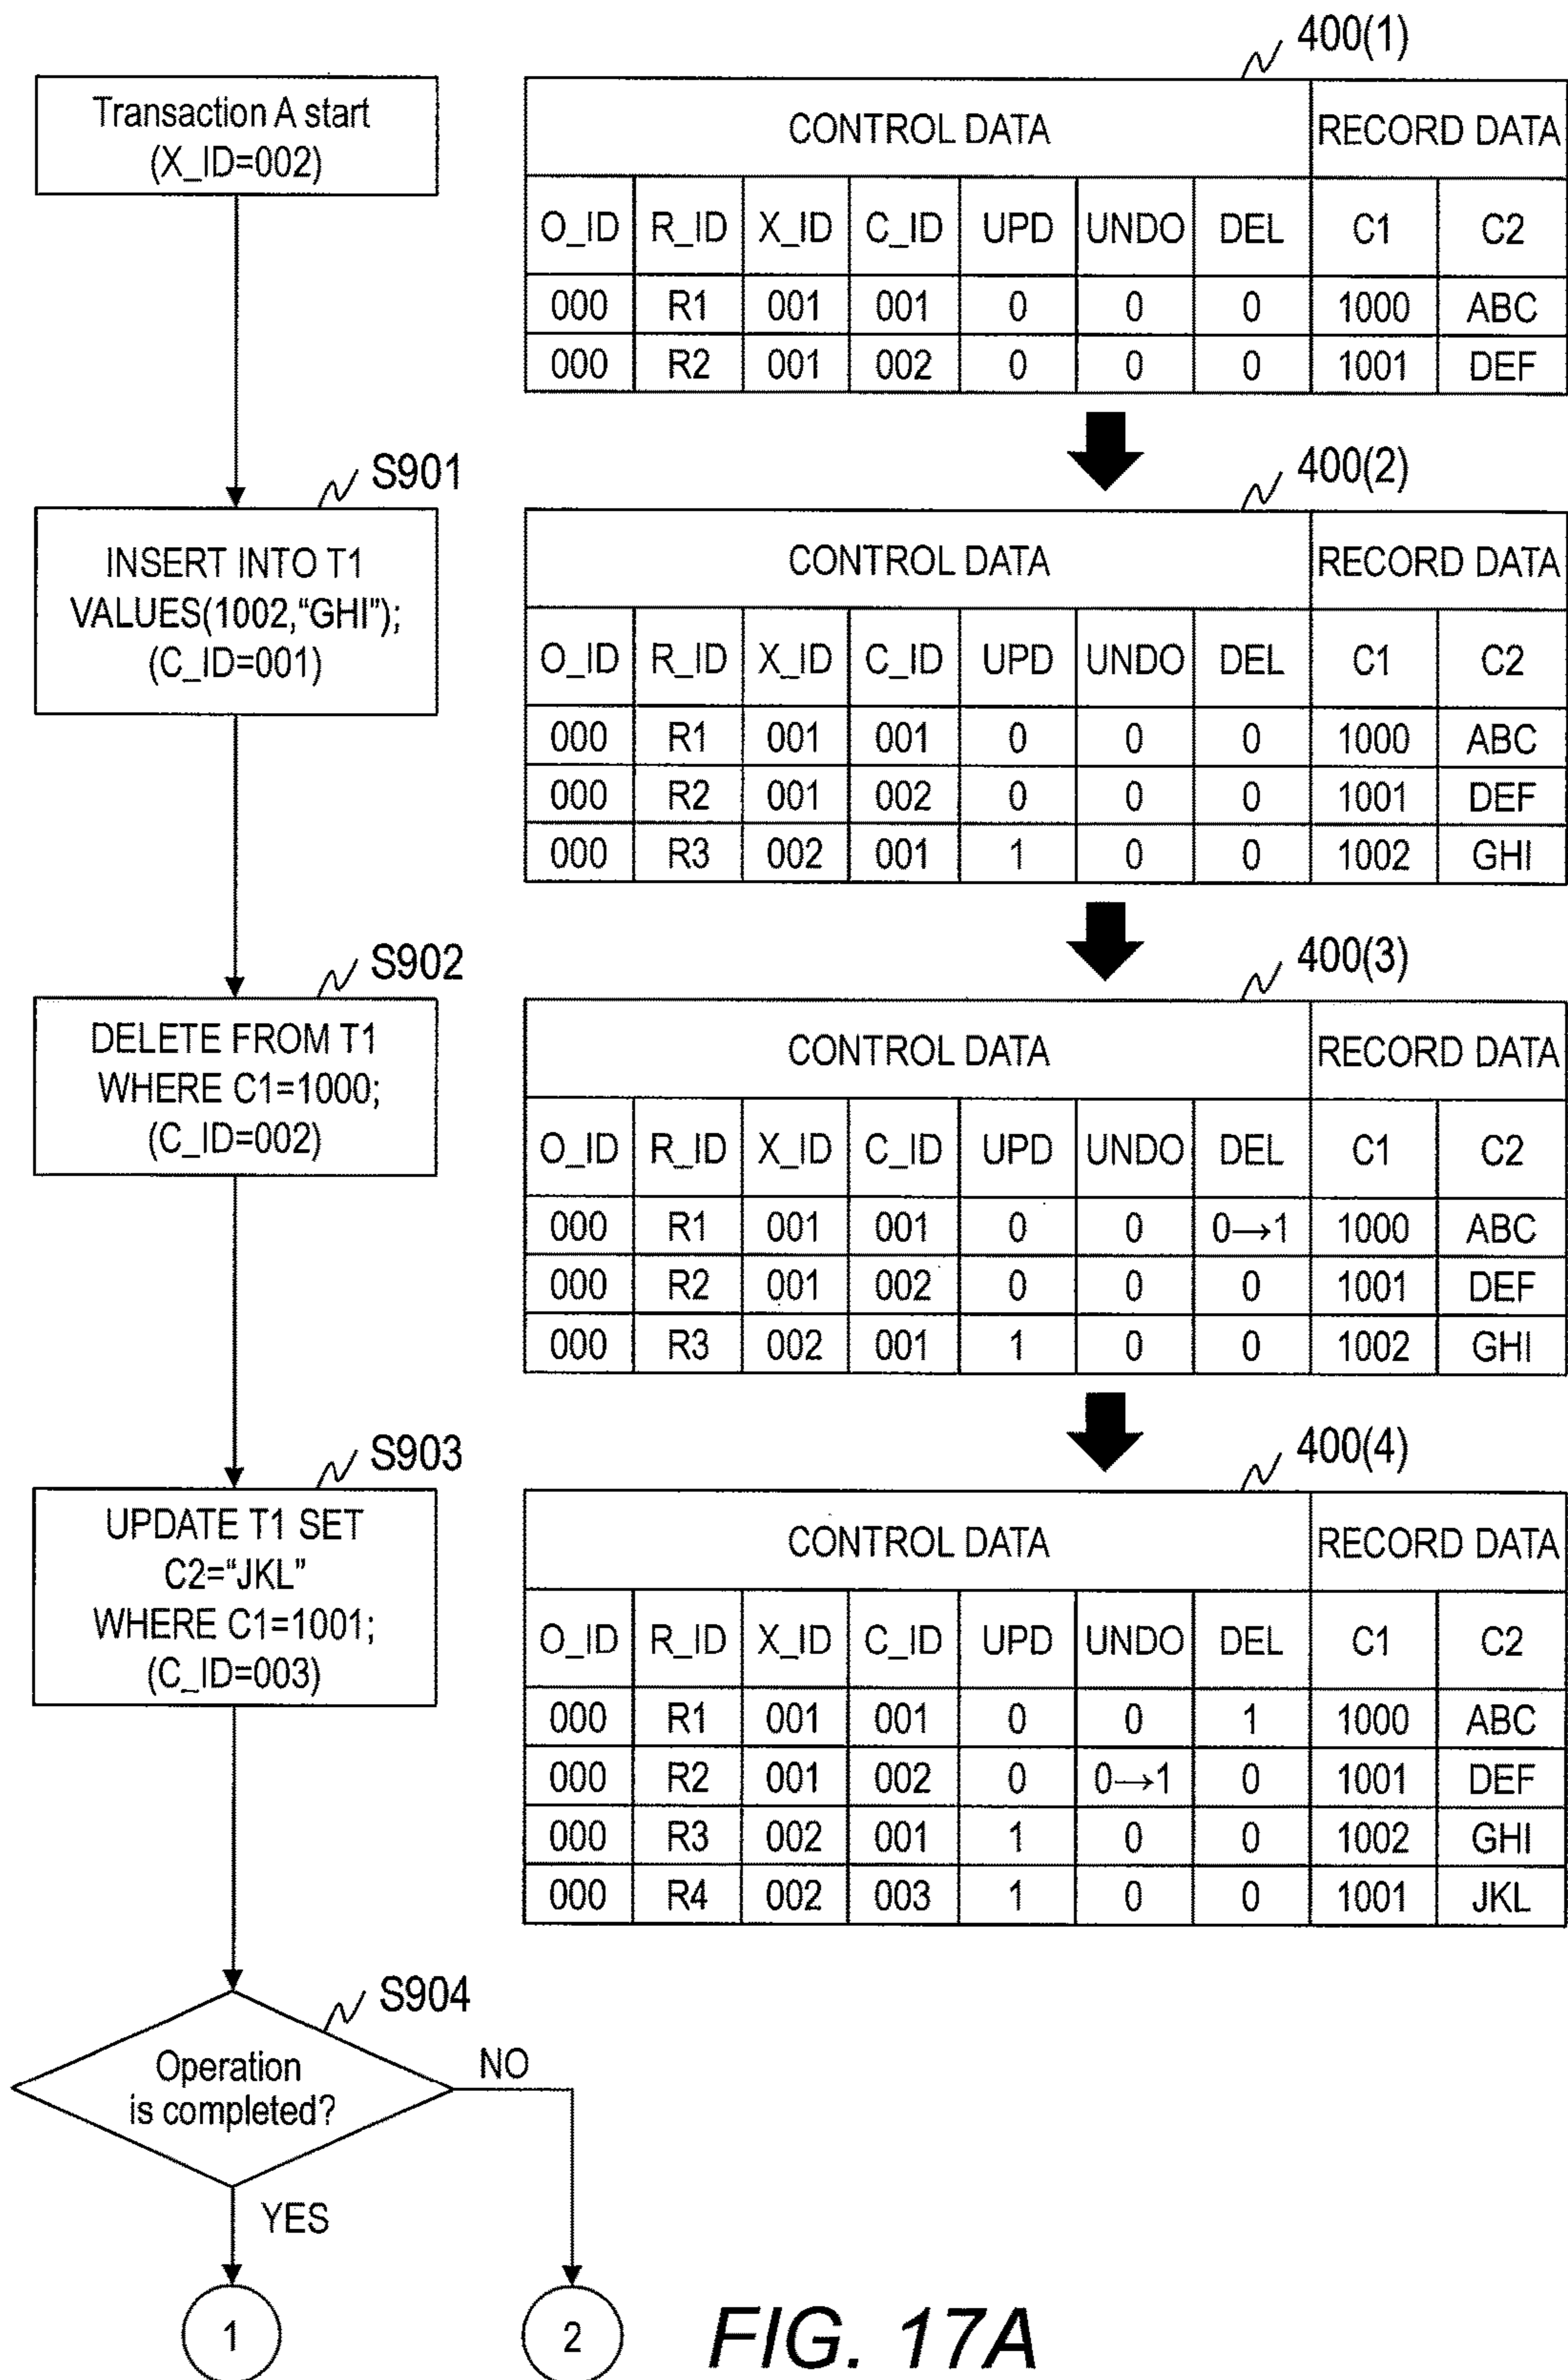 400(1)
Transaction A start
(X_ID=002)
CONTROL DATA RECORD DATA
O_ID R_ID X_ID C_ID UPD UNDO DEL C1 C2
000 R1 001 001 0 0 0 1000 ABC
000 R2 001 002 0 0 0 1001 DEF
S901
INSERT INTO T1
VALUES(1002,“GHI”);
(C_ID=001)
400(2)
CONTROL DATA RECORD DATA
O_ID R_ID X_ID C_ID UPD UNDO DEL C1 C2
000 R1 001 001 0 0 0 1000 ABC
000 R2 001 002 0 0 0 1001 DEF
000 R3 002 001 1 0 0 1002 GHI
S902
DELETE FROM T1
WHERE C1=1000;
(C_ID=002)
400(3)
CONTROL DATA RECORD DATA
O_ID R_ID X_ID C_ID UPD UNDO DEL C1 C2
000 R1 001 001 0 0 0→1 1000 ABC
000 R2 001 002 0 0 0 1001 DEF
000 R3 002 001 1 0 0 1002 GHI
S903
UPDATE T1 SET
C2=“JKL”
WHERE C1=1001;
(C_ID=003)
400(4)
CONTROL DATA RECORD DATA
O_ID R_ID X_ID C_ID UPD UNDO DEL C1 C2
000 R1 001 001 0 0 1 1000 ABC
000 R2 001 002 0 0→1 0 1001 DEF
000 R3 002 001 1 0 0 1002 GHI
000 R4 002 003 1 0 0 1001 JKL
S904
Operation
is completed?
NO
YES
1
2
FIG. 17A